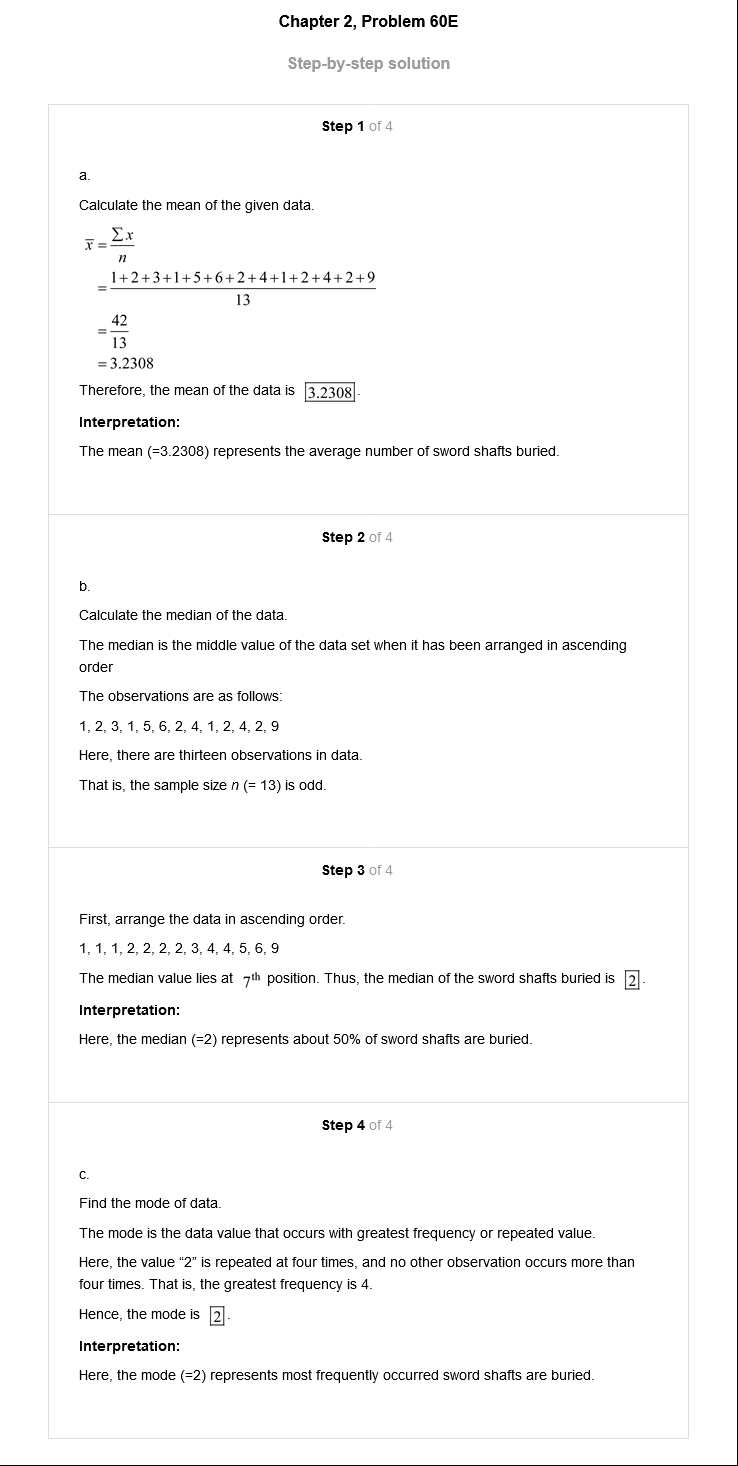 Chapter 2, Problem 60E
Step-by-step solution
Step 1 of 4
a.
Calculate the mean of the given data.
x̅ = ∑x / n
= 1+2+3+1+5+6+2+4+1+2+4+2+9 / 13
= 42 / 13
= 3.2308
Therefore, the mean of the data is 3.2308.
Interpretation:
The mean (=3.2308) represents the average number of sword shafts buried.
Step 2 of 4
b.
Calculate the median of the data.
The median is the middle value of the data set when it has been arranged in ascending
order
The observations are as follows:
1, 2, 3, 1, 5, 6, 2, 4, 1, 2, 4, 2, 9
Here, there are thirteen observations in data.
That is, the sample size n (= 13) is odd.
Step 3 of 4
First, arrange the data in ascending order.
1, 1, 1, 2, 2, 2, 2, 3, 4, 4, 5, 6, 9
The median value lies at 7th position. Thus, the median of the sword shafts buried is 2.
Interpretation:
Here, the median (=2) represents about 50% of sword shafts are buried.
Step 4 of 4
c.
Find the mode of data.
The mode is the data value that occurs with greatest frequency or repeated value.
Here, the value “2” is repeated at four times, and no other observation occurs more than
four times. That is, the greatest frequency is 4.
Hence, the mode is 2.
Interpretation:
Here, the mode (=2) represents most frequently occurred sword shafts are buried.